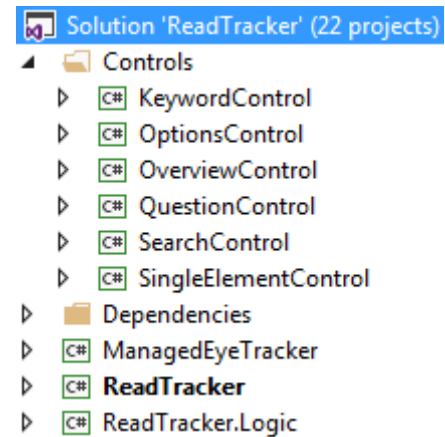 Solution 'ReadTracker' (22 projects)
Controls
C# KeywordControl
C# OptionsControl
C# OverviewControl
C# QuestionControl
C# SearchControl
C# SingleElementControl
Dependencies
C# ManagedEyeTracker
C# ReadTracker
C# ReadTracker.Logic